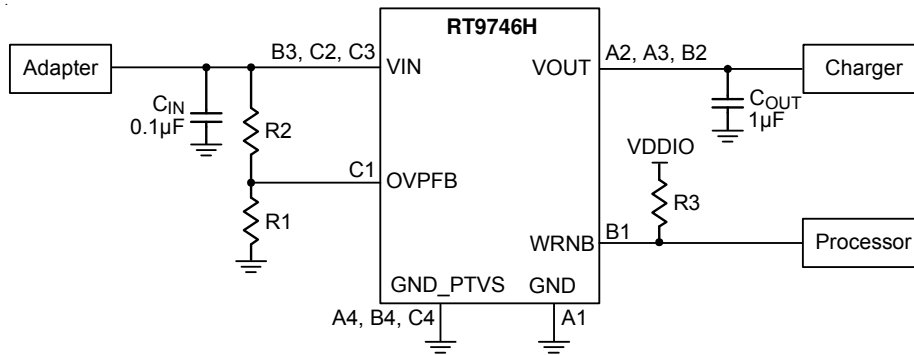 RT9746H
Adapter
B3, C2, C3
VIN
VOUT
A2, A3, B2
Charger
CIN
0.1µF
R2
COUT
1µF
VDDIO
C1
OVPFB
R3
R1
WRNB
B1
Processor
GND_PTVS
GND
A4, B4, C4
A1